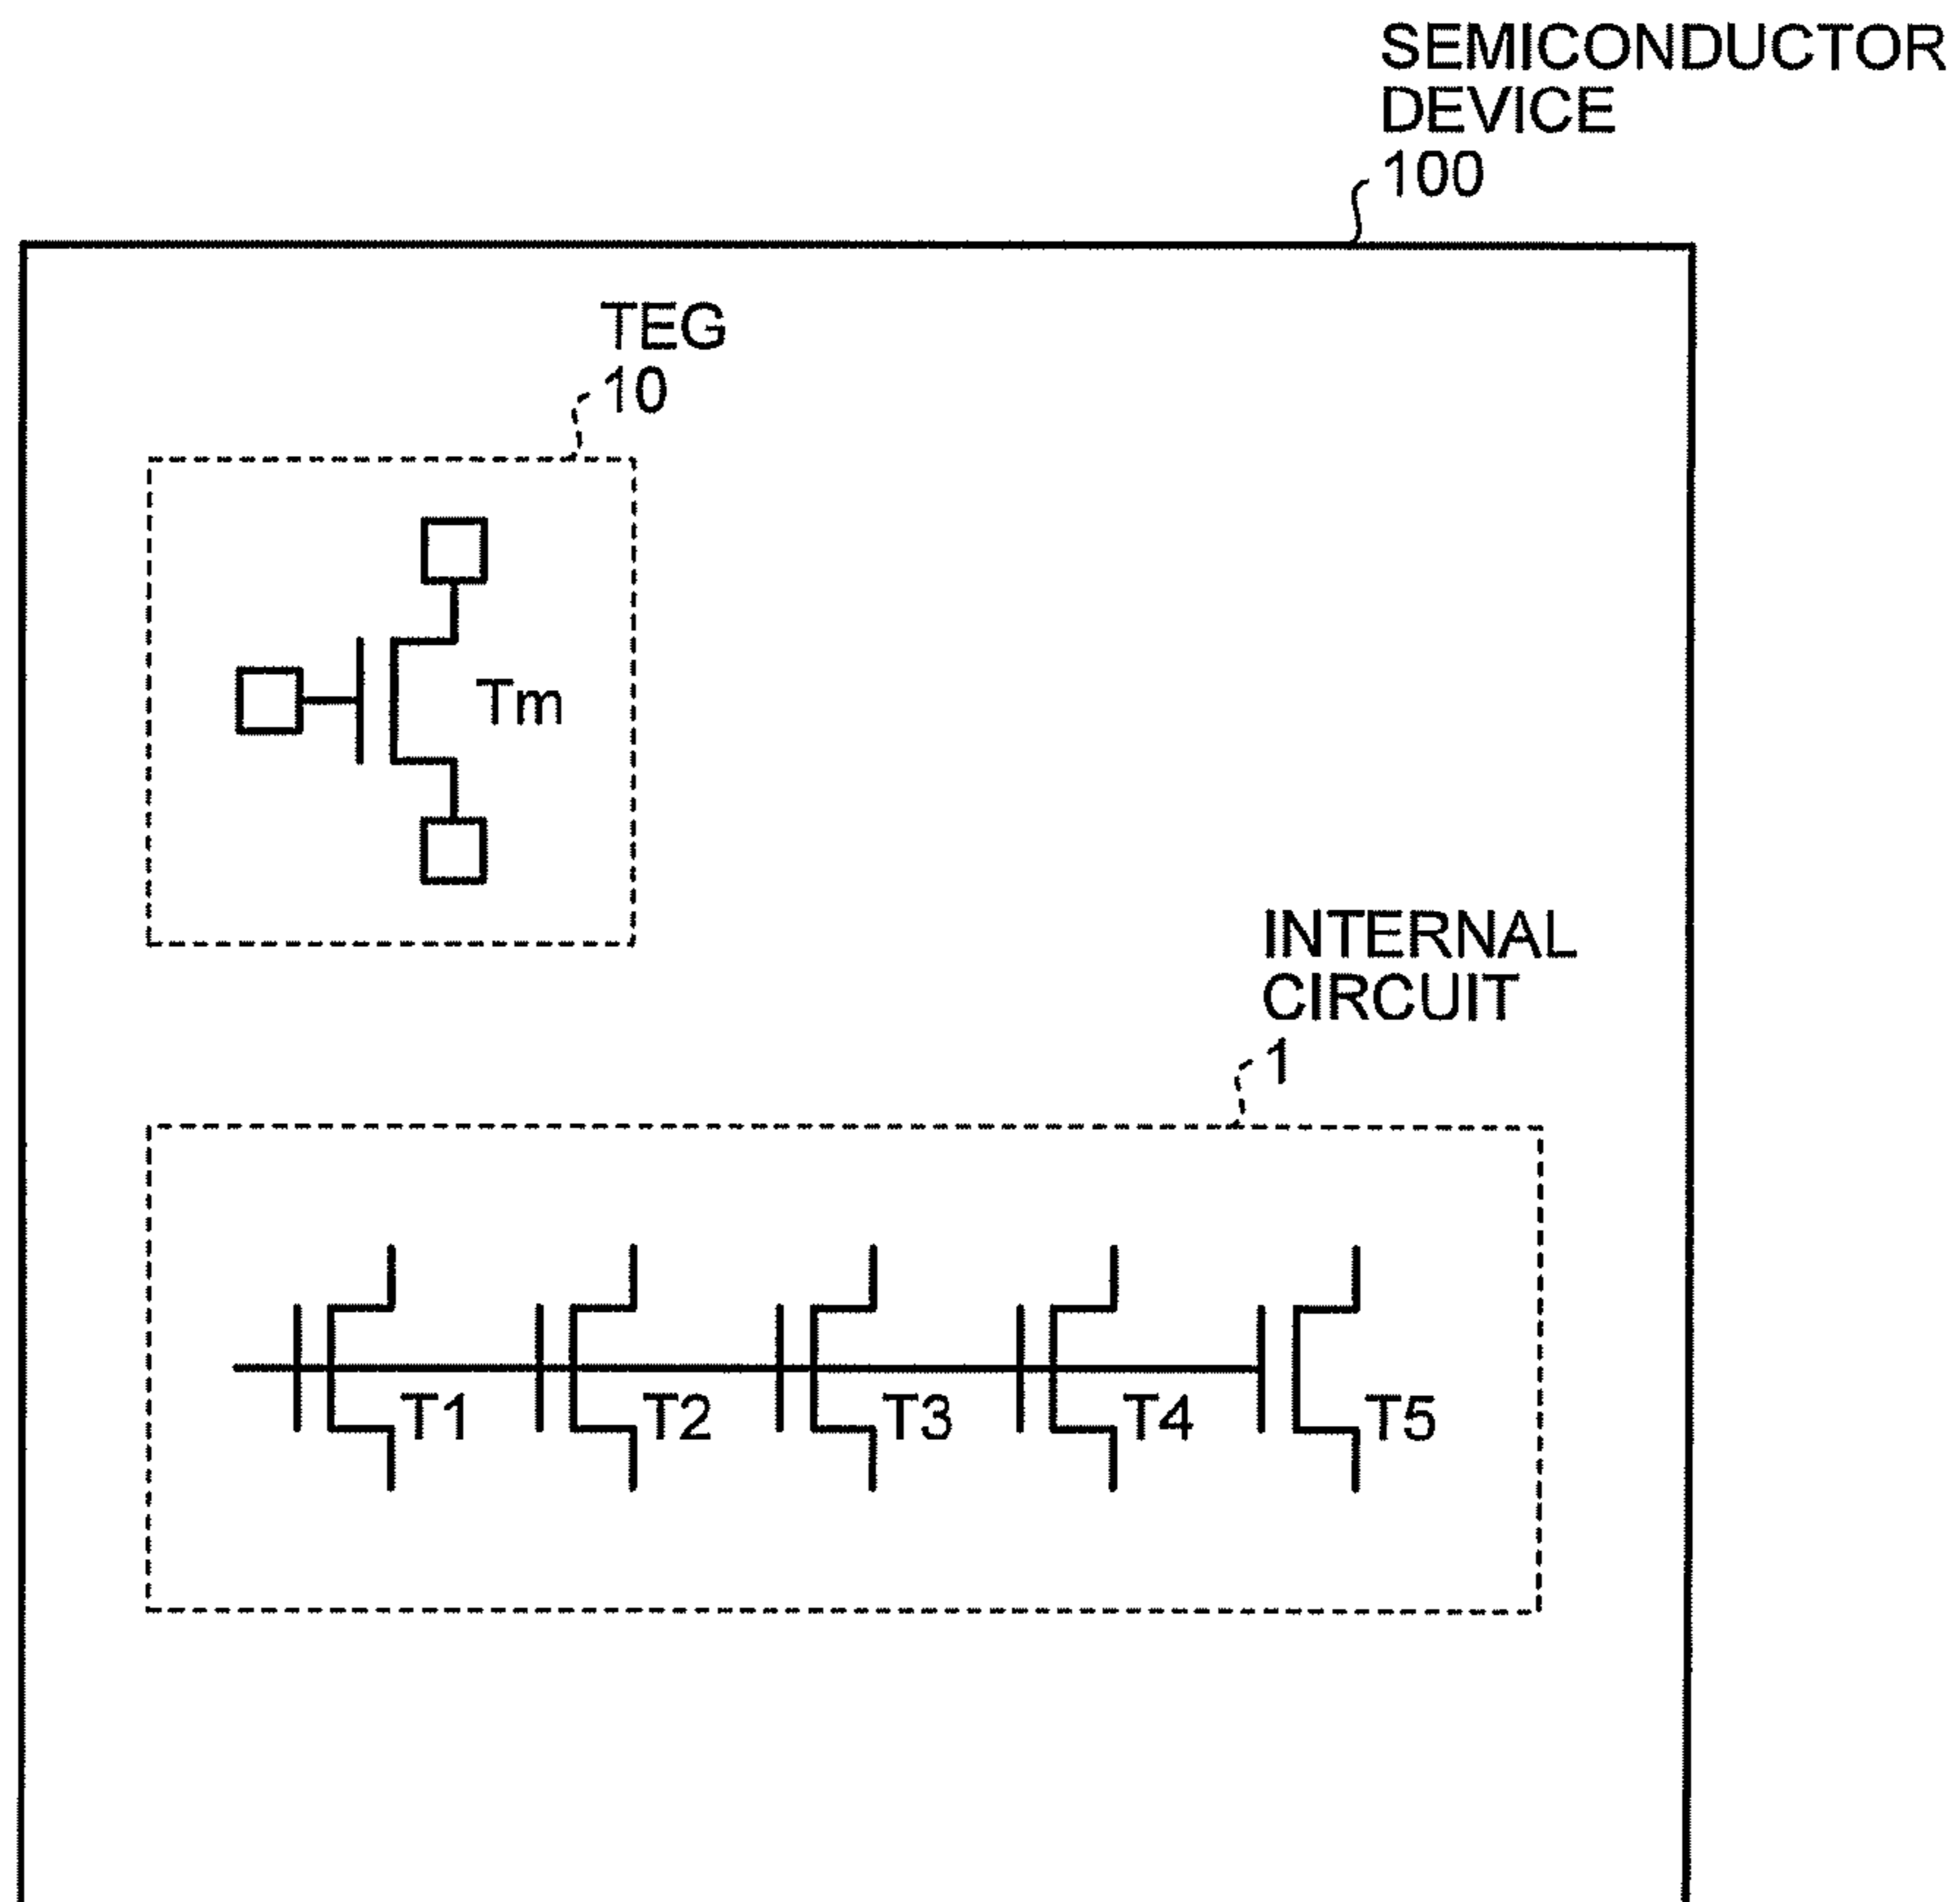 SEMICONDUCTOR
DEVICE
100
TEG
10
Tm
INTERNAL
CIRCUIT
1
T1 T2 T3 T4 T5